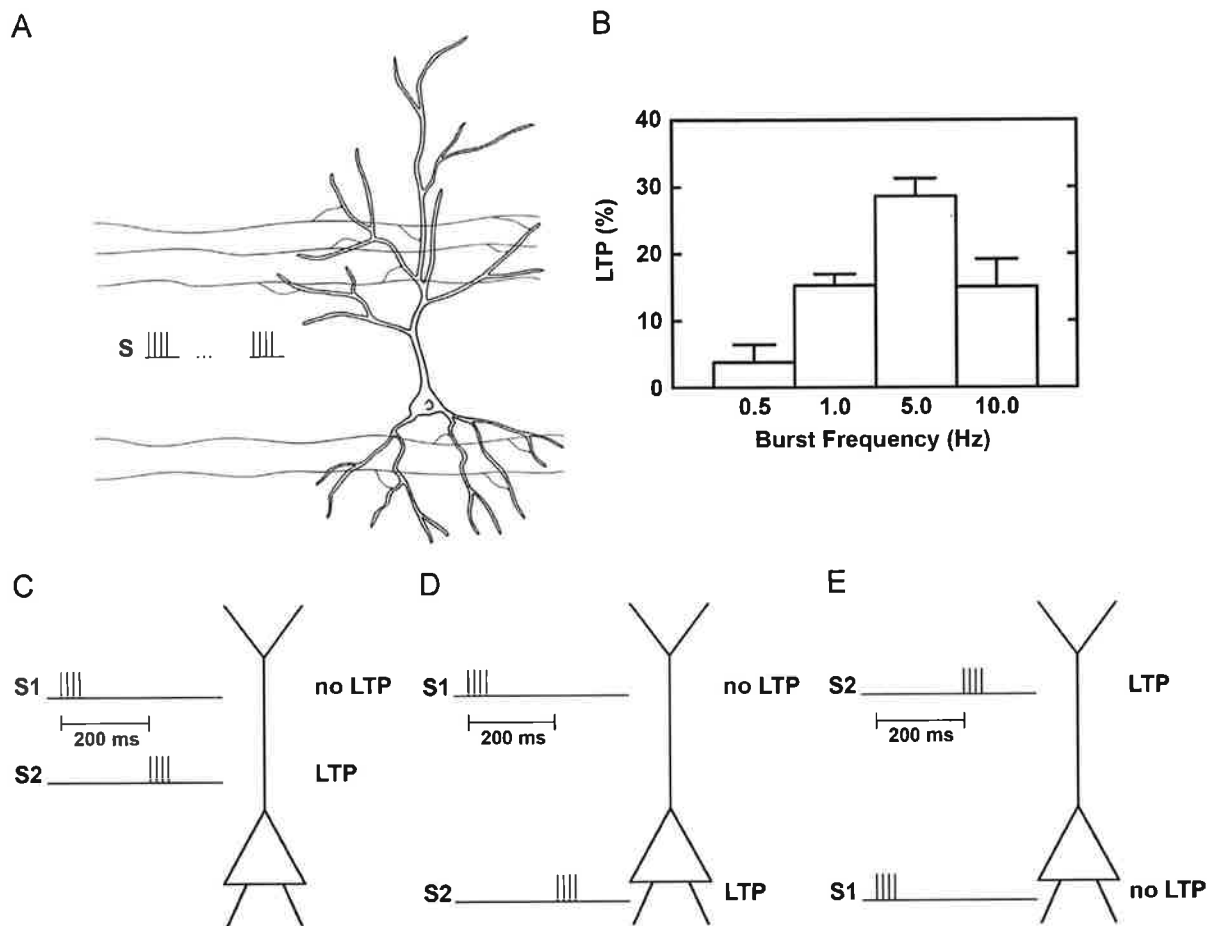 A
S
...
B
40
30
20
10
0
LTP (%)
0.5 1.0 5.0 10.0
Burst Frequency (Hz)
C
S1
no LTP
200 ms
S2
LTP
D
S1
no LTP
200 ms
S2
LTP
E
S2
LTP
200 ms
S1
no LTP